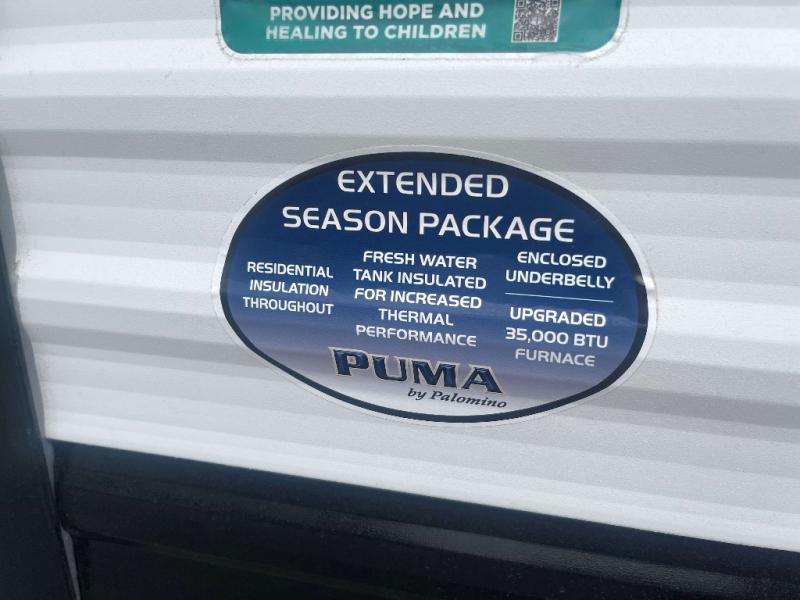 PROVIDING HOPE AND
HEALING TO CHILDREN
EXTENDED
SEASON PACKAGE
RESIDENTIAL
INSULATION
THROUGHOUT
FRESH WATER
TANK INSULATED
FOR INCREASED
THERMAL
PERFORMANCE
ENCLOSED
UNDERBELLY
UPGRADED
35,000 BTU
FURNACE
PUMA
by Palomino